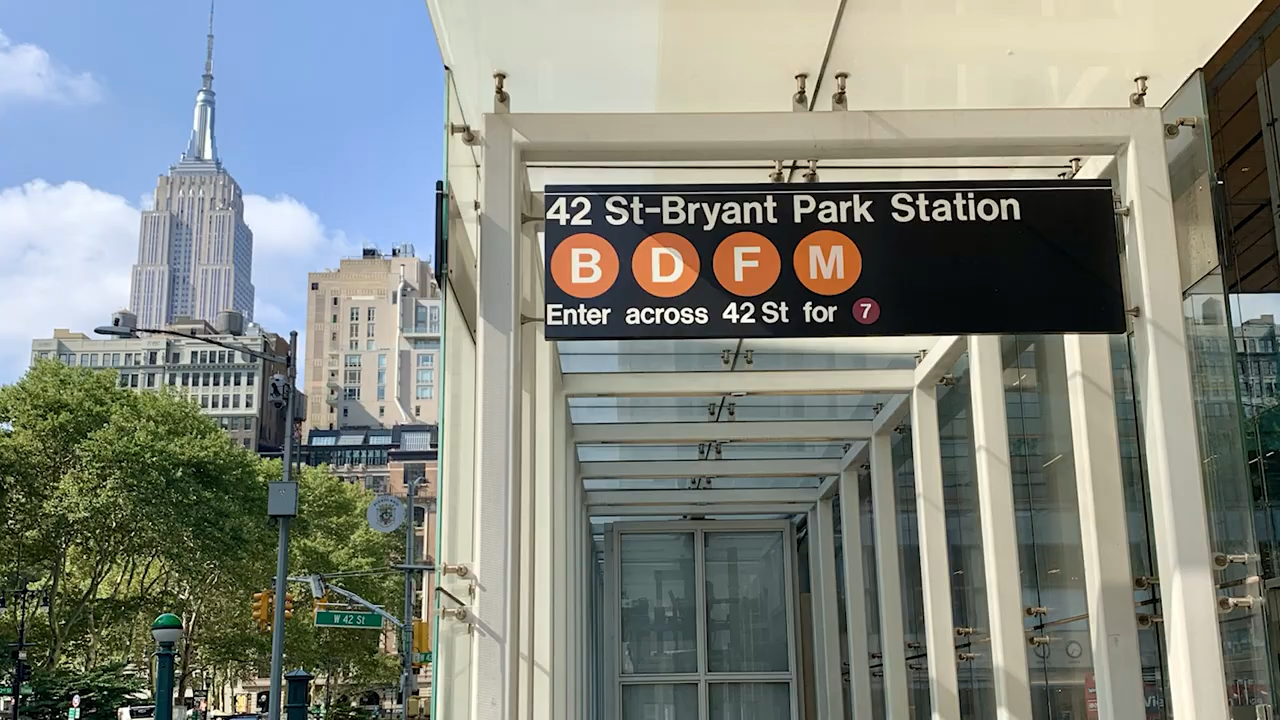 42 St-Bryant Park Station
B D F M
Enter across 42 St for 7
W 42 St